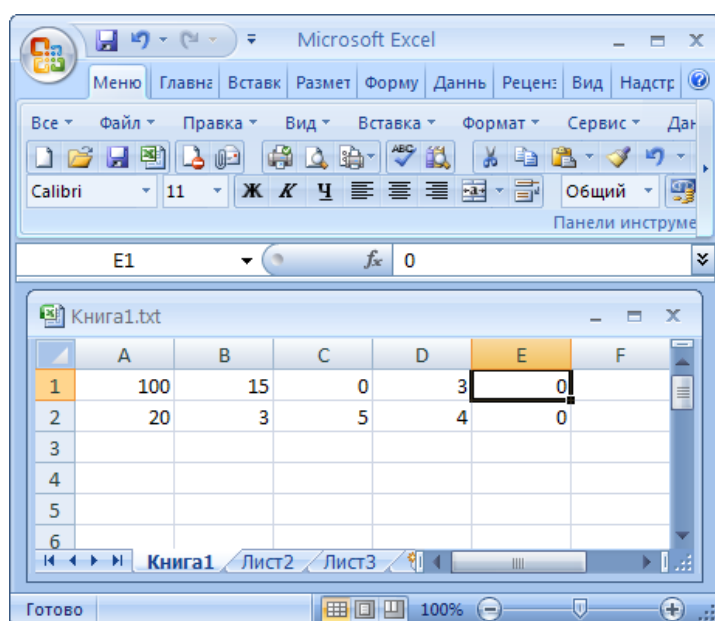 Microsoft Excel
Меню Главна Вставк Размет Форму Даннь Реценз Вид Надстр
Все Файл Правка Вид Вставка Формат Сервис Дан
ABC
Calibri 11 Ж К Ч a Общий
Панели инструме
E1 fx 0
Книга1.txt
A B C D E F
1 100 15 0 3 0
2 20 3 5 4 0
3
4
5
6
Книга1 Лист2 Лист3
Готово 100%